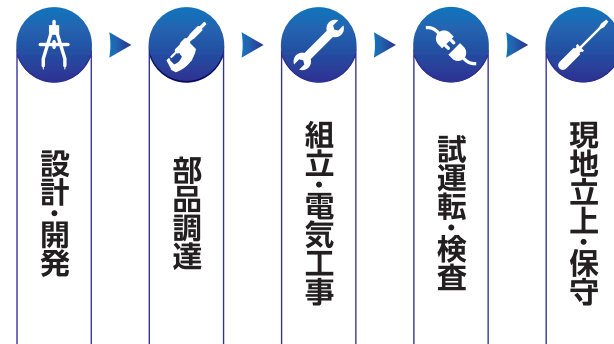 設計・開発
部品調達
組立・電気工事
試運転・検査
現地立上・保守